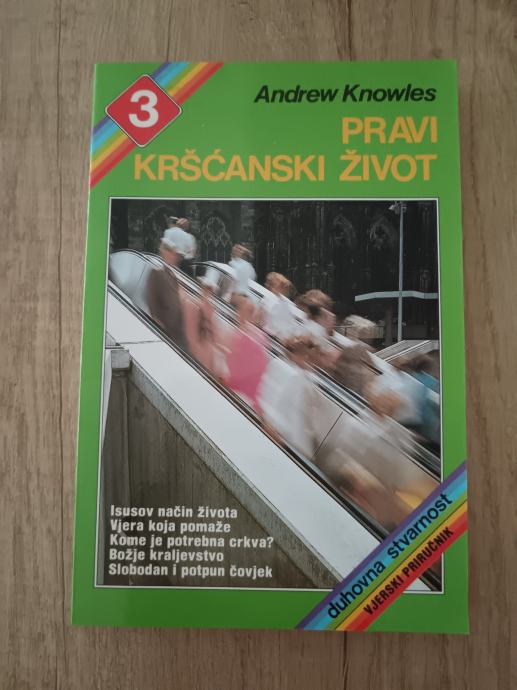 3
Andrew Knowles
PRAVI
KRŠĆANSKI ŽIVOT
Isusov način života
Vjera koja pomaže
Kome je potrebna crkva?
Božje kraljevstvo
Slobodan i potpun čovjek
duhovna stvarnost
VJERSKI PRIRUČNIK